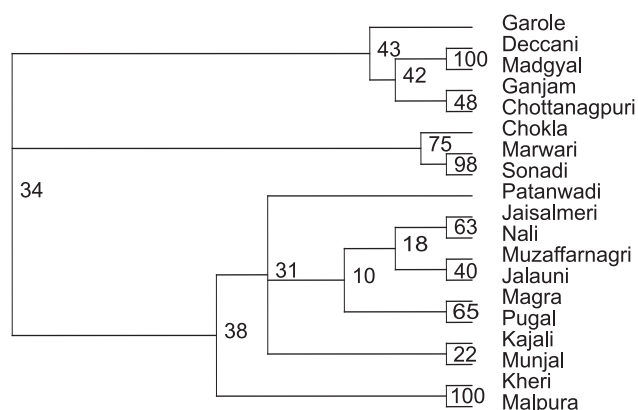 Garole
43
Deccani
100
Madgyal
42
Ganjam
48
Chottanagpuri
Chokla
75
Marwari
98
Sonadi
34
Patanwadi
Jaisalmeri
63
Nali
18
Muzaffarnagri
31
10
40
Jalauni
Magra
65
Pugal
38
Kajali
22
Munjal
Kheri
100
Malpura